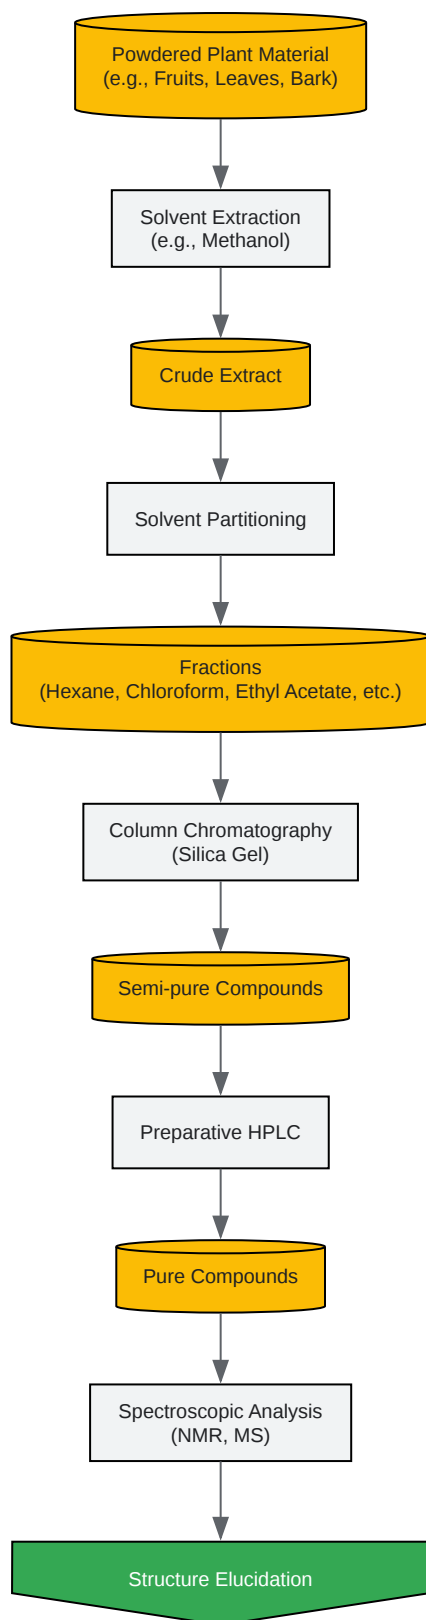 Powdered Plant Material
(e.g., Fruits, Leaves, Bark)
Solvent Extraction
(e.g., Methanol)
Crude Extract
Solvent Partitioning
Fractions
(Hexane, Chloroform, Ethyl Acetate, etc.)
Column Chromatography
(Silica Gel)
Semi-pure Compounds
Preparative HPLC
Pure Compounds
Spectroscopic Analysis
(NMR, MS)
Structure Elucidation